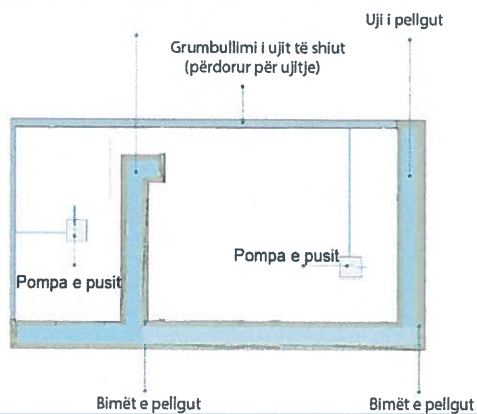 Uji i pellgut
Grumbullimi i ujit të shiut
(përdorur për ujitje)
Pompa e pusit
Pompa e pusit
Bimët e pellgut
Bimët e pellgut